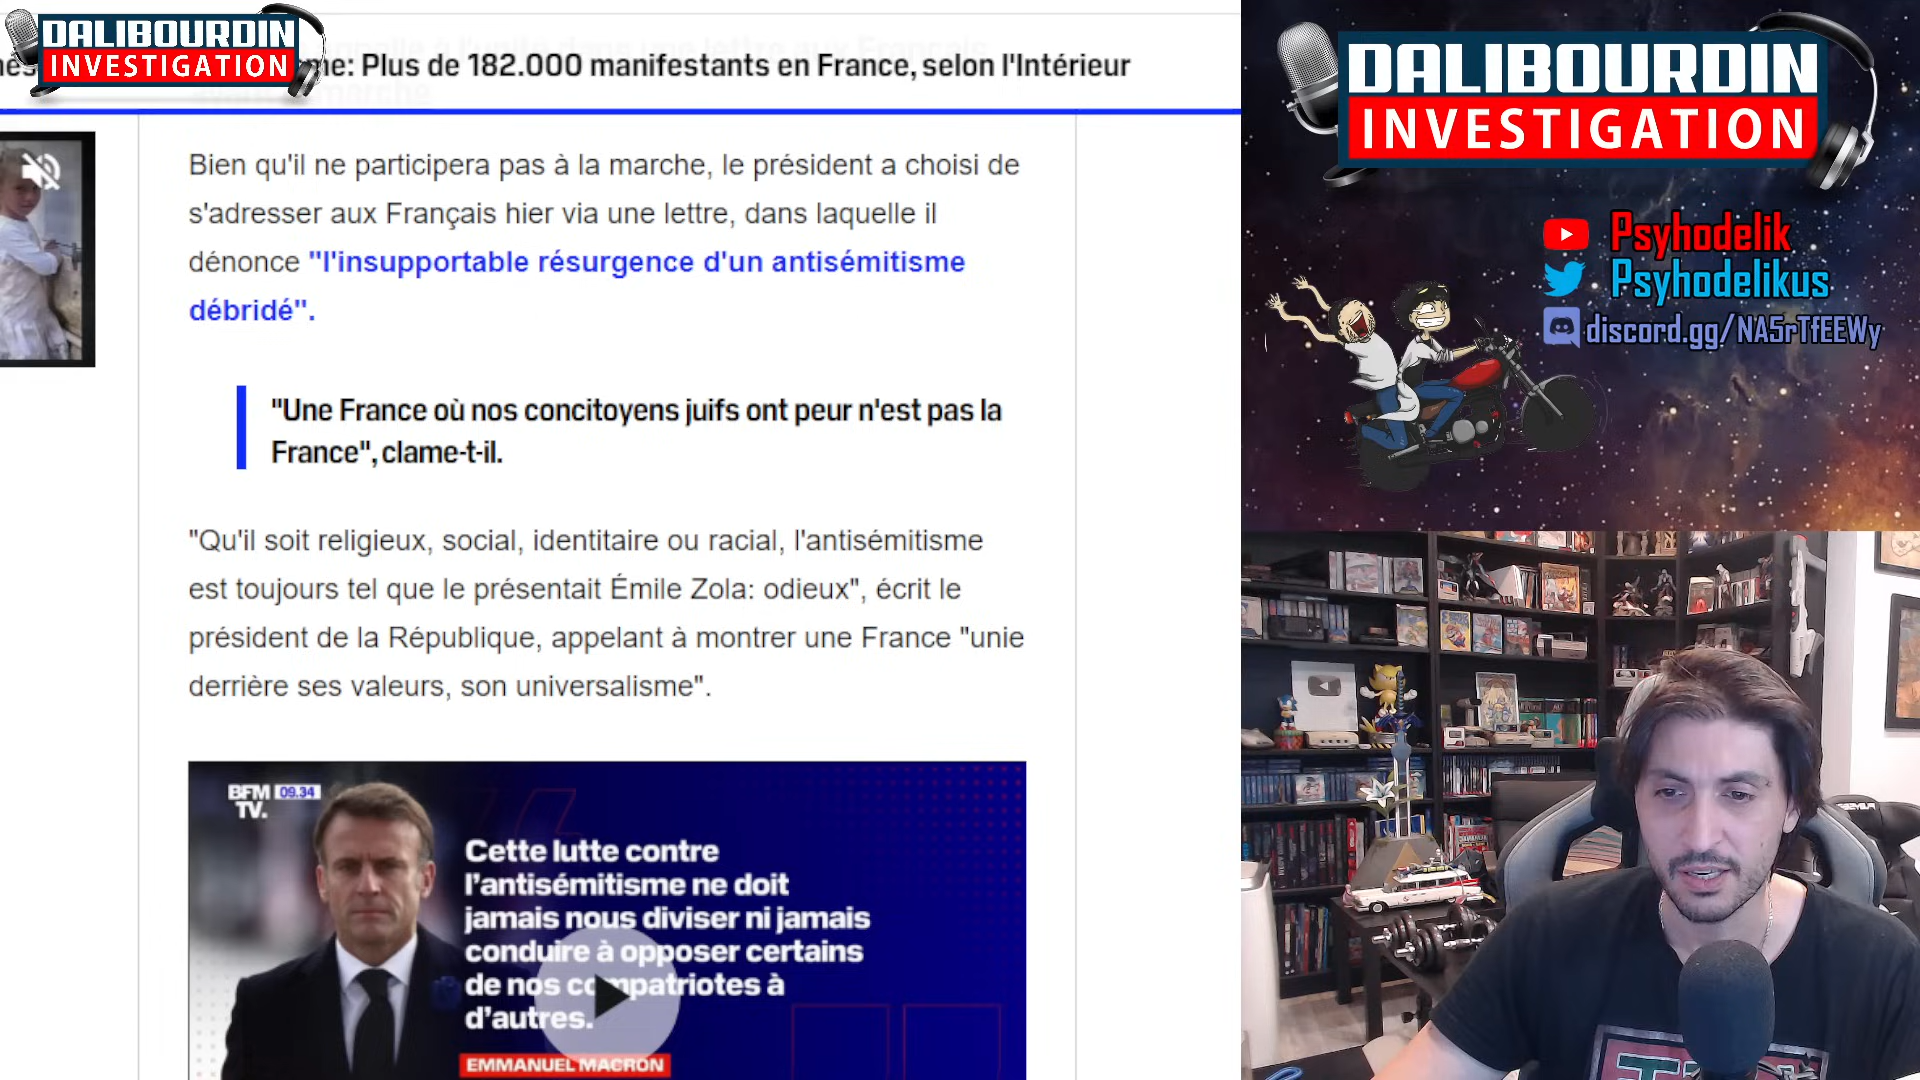 DALIBOURDIN
INVESTIGATION
me: Plus de 182.000 manifestants en France, selon l'Intérieur
Bien qu'il ne participera pas à la marche, le président a choisi de
s'adresser aux Français hier via une lettre, dans laquelle il
dénonce "l'insupportable résurgence d'un antisémitisme
débridé".
"Une France où nos concitoyens juifs ont peur n'est pas la
France", clame-t-il.
"Qu'il soit religieux, social, identitaire ou racial, l'antisémitisme
est toujours tel que le présentait Émile Zola: odieux", écrit le
président de la République, appelant à montrer une France "unie
derrière ses valeurs, son universalisme".
BFM 09.34
TV.
Cette lutte contre
l'antisémitisme ne doit
jamais nous diviser ni jamais
conduire à opposer certains
de nos compatriotes à
d'autres.
EMMANUEL MACRON
DALIBOURDIN
INVESTIGATION
Psyhodelik
Psyhodelikus
discord.gg/NA5rTfEEWy